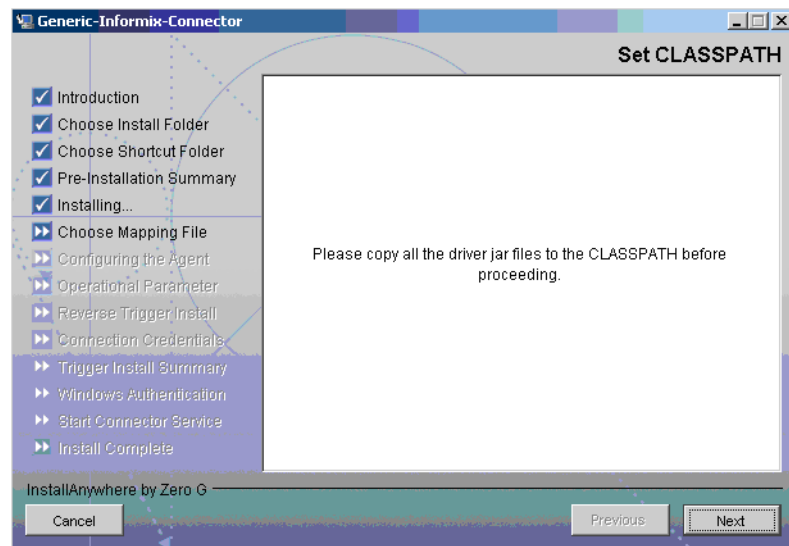 Generic-Informix-Connector
Set CLASSPATH
Introduction
Choose Install Folder
Choose Shortcut Folder
Pre-Installation Summary
Installing...
Choose Mapping File
Configuring the Agent
Operational Parameter
Reverse Trigger Install
Connection Credentials
Trigger Install Summary
Windows Authentication
Start Connector Service
Install Complete
Please copy all the driver jar files to the CLASSPATH before
proceeding.
InstallAnywhere by Zero G
Cancel
Previous
Next